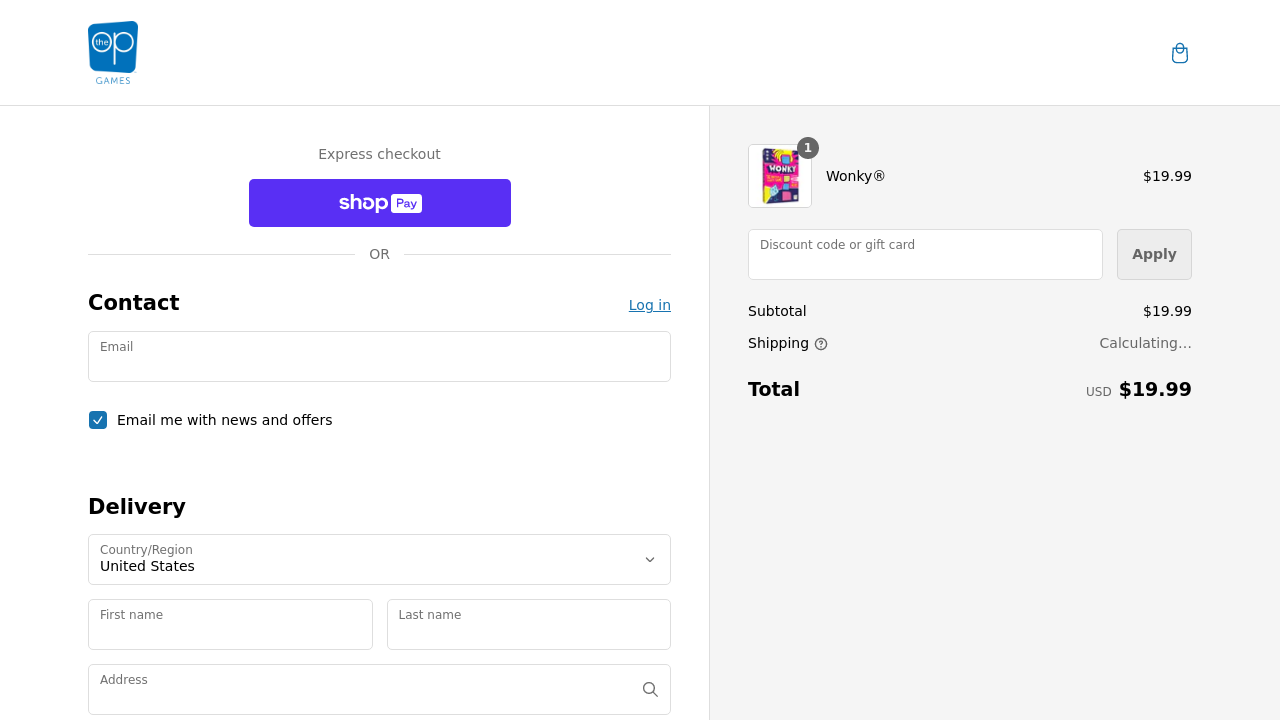 the op
GAMES
Express checkout
shop Pay
OR
Contact
Log in
Email
Email me with news and offers
Delivery
Country/Region
United States
First name
Last name
Address
WONKY
1
Wonky®
$19.99
Discount code or gift card
Apply
Subtotal
$19.99
Shipping
Calculating...
Total
USD $19.99